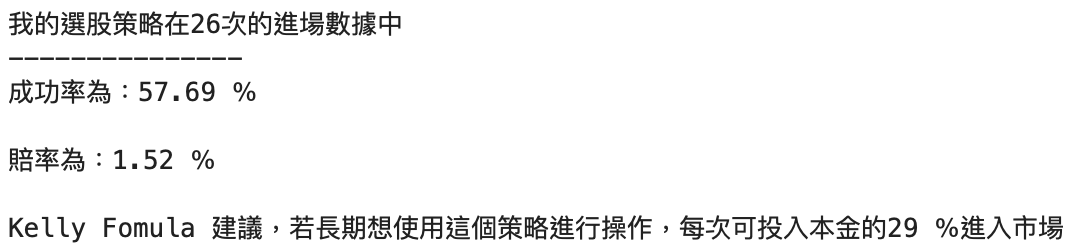 我的選股策略在26次的進場數據中
---------------
成功率為：57.69 %
賠率為：1.52 %
Kelly Fomula 建議，若長期想使用這個策略進行操作，每次可投入本金的29 %進入市場